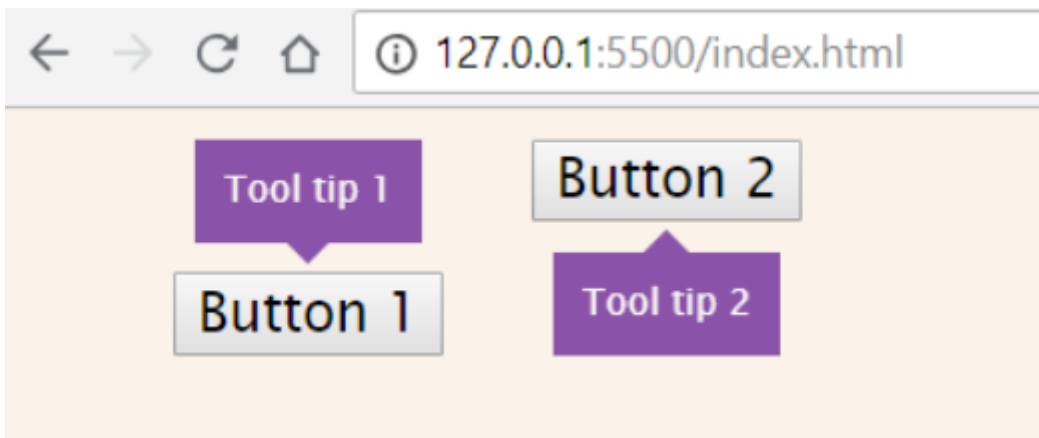 127.0.0.1:5500/index.html
Tool tip 1
Button 2
Button 1
Tool tip 2